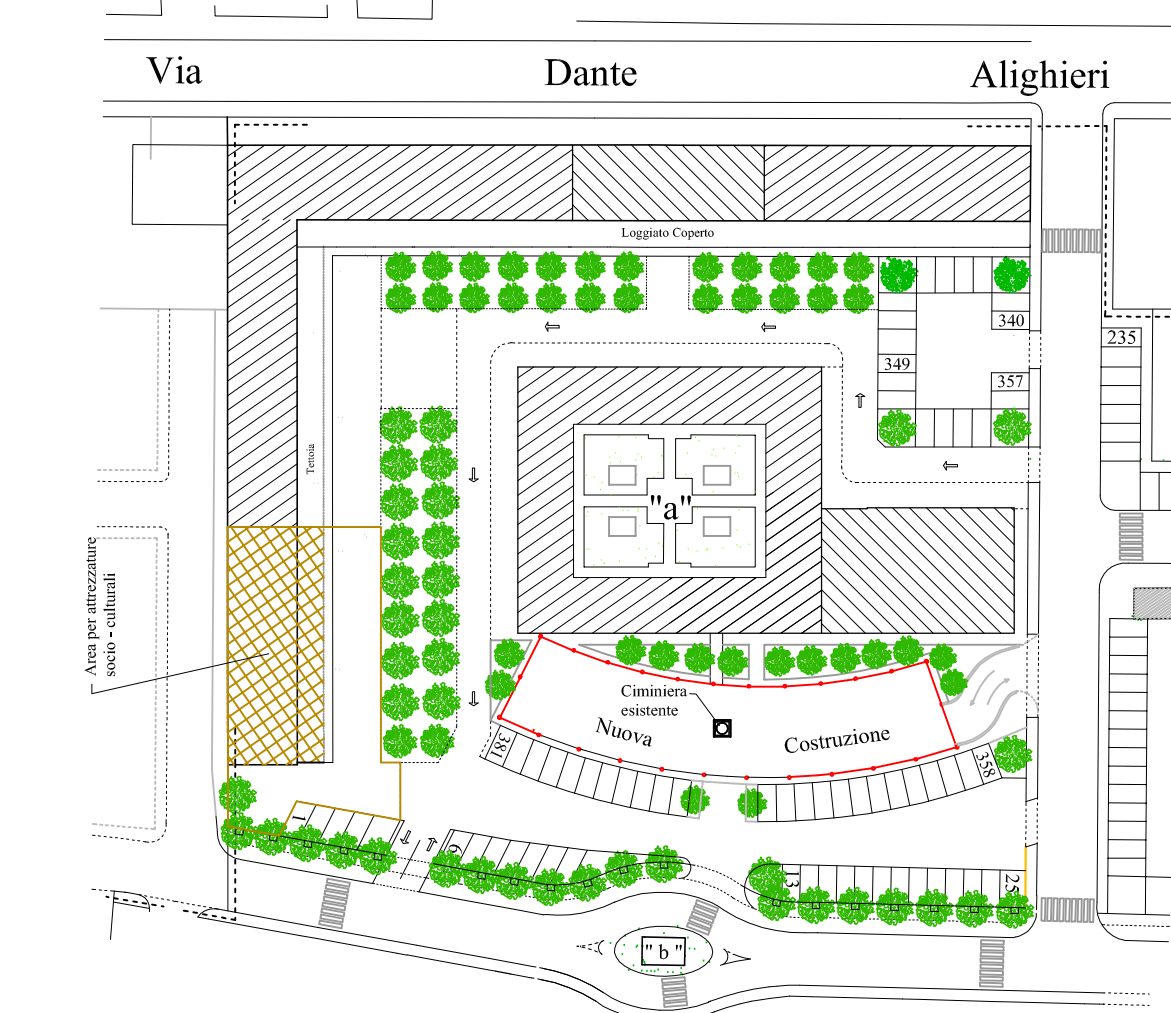 Via Dante Alighieri
Loggiato Coperto
340
235
349
357
Tettoia
"a"
Area per attrezzature
socio - culturali
Ciminiera
esistente
Nuova Costruzione
381
358
1
6
13
25
" b "